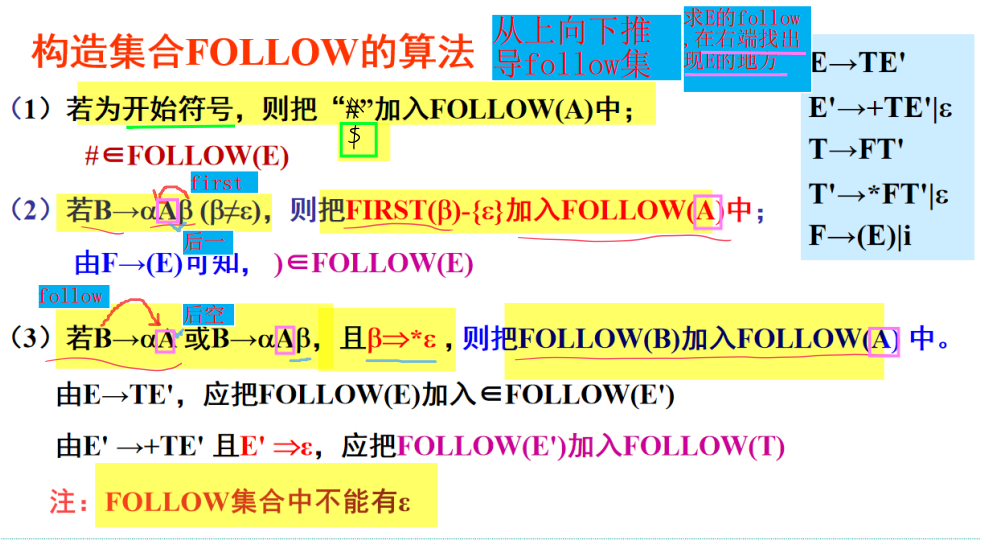 构造集合FOLLOW的算法
从上向下推
导follow集
求E的follow
,在右端找出
现E的地方
E→TE'
E'→+TE'|ε
T→FT'
T'→*FT'|ε
F→(E)|i
(1) 若为开始符号，则把“#”加入FOLLOW(A)中；
$
#∈FOLLOW(E)
first
(2) 若B→αAβ (β≠ε)，则把FIRST(β)-{ε}加入FOLLOW(A)中；
后一
由F→(E)可知， )∈FOLLOW(E)
follow
后空
(3) 若B→αA 或B→αAβ，且β⇒*ε ，则把FOLLOW(B)加入FOLLOW(A) 中。
由E→TE'，应把FOLLOW(E)加入∈FOLLOW(E')
由E' →+TE' 且E' ⇒ε，应把FOLLOW(E')加入FOLLOW(T)
注：FOLLOW集合中不能有ε